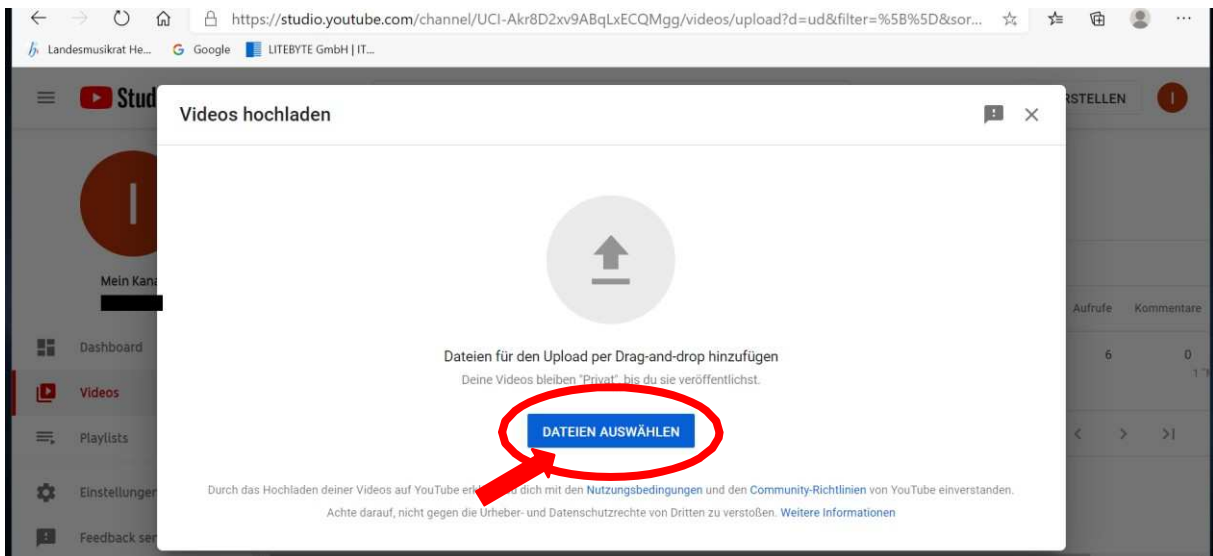 https://studio.youtube.com/channel/UCI-Akr8D2xv9ABqLxECQMgg/videos/upload?d=ud&filter=%5B%5D&sor...
Landesmusikrat He... Google LITEBYTE GmbH | IT...
Stud
RSTELLEN
I
Videos hochladen
I
Mein Kana
Aufrufe Kommentare
Dashboard
6 0
1 "
Dateien für den Upload per Drag-and-drop hinzufügen
Deine Videos bleiben "Privat", bis du sie veröffentlichst.
Videos
DATEIEN AUSWÄHLEN
Playlists
Einstellungen
Durch das Hochladen deiner Videos auf YouTube dich mit den Nutzungsbedingungen und den Community-Richtlinien von YouTube einverstanden.
Achte darauf, nicht gegen die Urheber- und Datenschutzrechte von Dritten zu verstoßen. Weitere Informationen
Feedback sen